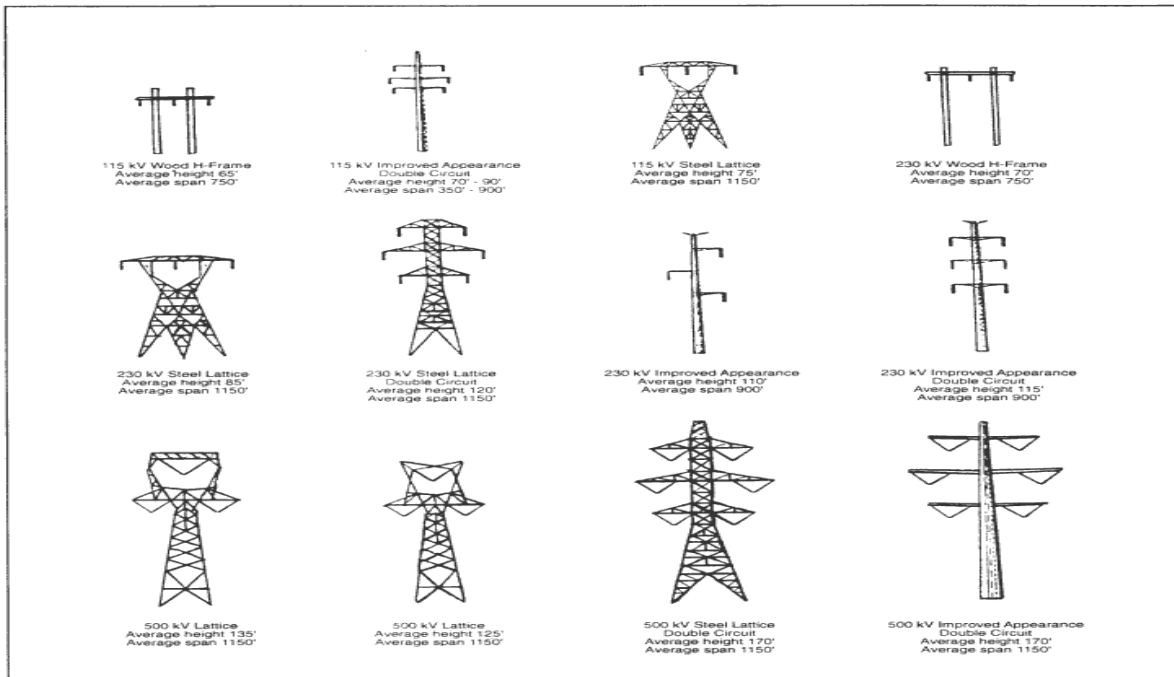 115 kV Wood H-Frame
Average height 65'
Average span 750'
115 kV Improved Appearance
Double Circuit
Average height 70' - 90'
Average span 350' - 900'
115 kV Steel Lattice
Average height 75'
Average span 1150'
230 kV Wood H-Frame
Average height 70'
Average span 750'
230 kV Steel Lattice
Average height 85'
Average span 1150'
230 kV Steel Lattice
Double Circuit
Average height 120'
Average span 1150'
230 kV Improved Appearance
Average height 110'
Average span 900'
230 kV Improved Appearance
Double Circuit
Average height 115'
Average span 900'
500 kV Lattice
Average height 135'
Average span 1150'
500 kV Lattice
Average height 125'
Average span 1150'
500 kV Steel Lattice
Double Circuit
Average height 170'
Average span 1150'
500 kV Improved Appearance
Double Circuit
Average height 170'
Average span 1150'